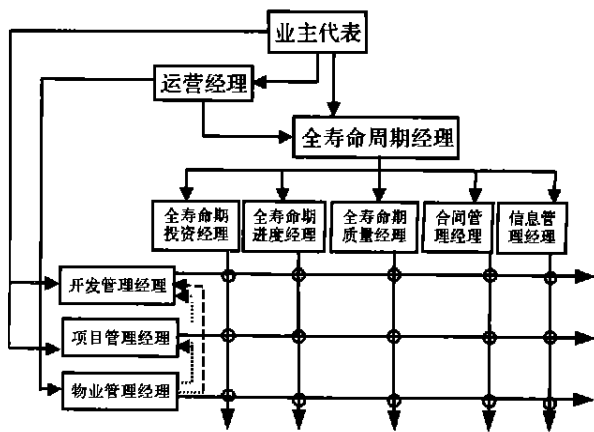 业主代表
运营经理
全寿命周期经理
全寿命期
投资经理
全寿命期
进度经理
全寿命期
质量经理
合同管
理经理
信息管
理经理
开发管理经理
项目管理经理
物业管理经理